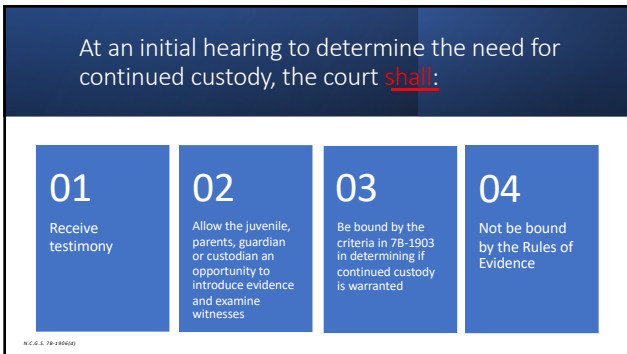 At an initial hearing to determine the need for
continued custody, the court shall:
01
Receive
testimony
02
Allow the juvenile,
parents, guardian
or custodian an
opportunity to
introduce evidence
and examine
witnesses
03
Be bound by the
criteria in 7B-1903
in determining if
continued custody
is warranted
04
Not be bound
by the Rules of
Evidence
N.C.G.S. 7B-1906(d)